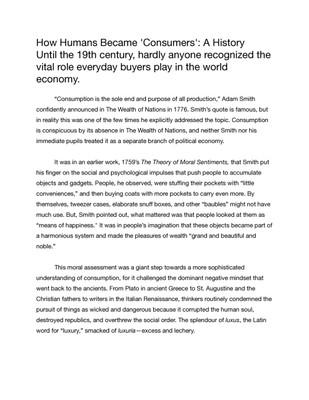 How Humans Became 'Consumers': A History
Until the 19th century, hardly anyone recognized the
vital role everyday buyers play in the world
economy.
“Consumption is the sole end and purpose of all production,” Adam Smith
confidently announced in The Wealth of Nations in 1776. Smith’s quote is famous, but
in reality this was one of the few times he explicitly addressed the topic. Consumption
is conspicuous by its absence in The Wealth of Nations, and neither Smith nor his
immediate pupils treated it as a separate branch of political economy.
It was in an earlier work, 1759’s The Theory of Moral Sentiments, that Smith put
his finger on the social and psychological impulses that push people to accumulate
objects and gadgets. People, he observed, were stuffing their pockets with “little
conveniences,” and then buying coats with more pockets to carry even more. By
themselves, tweezer cases, elaborate snuff boxes, and other “baubles” might not have
much use. But, Smith pointed out, what mattered was that people looked at them as
“means of happiness.” It was in people’s imagination that these objects became part of
a harmonious system and made the pleasures of wealth “grand and beautiful and
noble.”
This moral assessment was a giant step towards a more sophisticated
understanding of consumption, for it challenged the dominant negative mindset that
went back to the ancients. From Plato in ancient Greece to St. Augustine and the
Christian fathers to writers in the Italian Renaissance, thinkers routinely condemned the
pursuit of things as wicked and dangerous because it corrupted the human soul,
destroyed republics, and overthrew the social order. The splendour of luxus, the Latin
word for “luxury,” smacked of luxuria—excess and lechery.